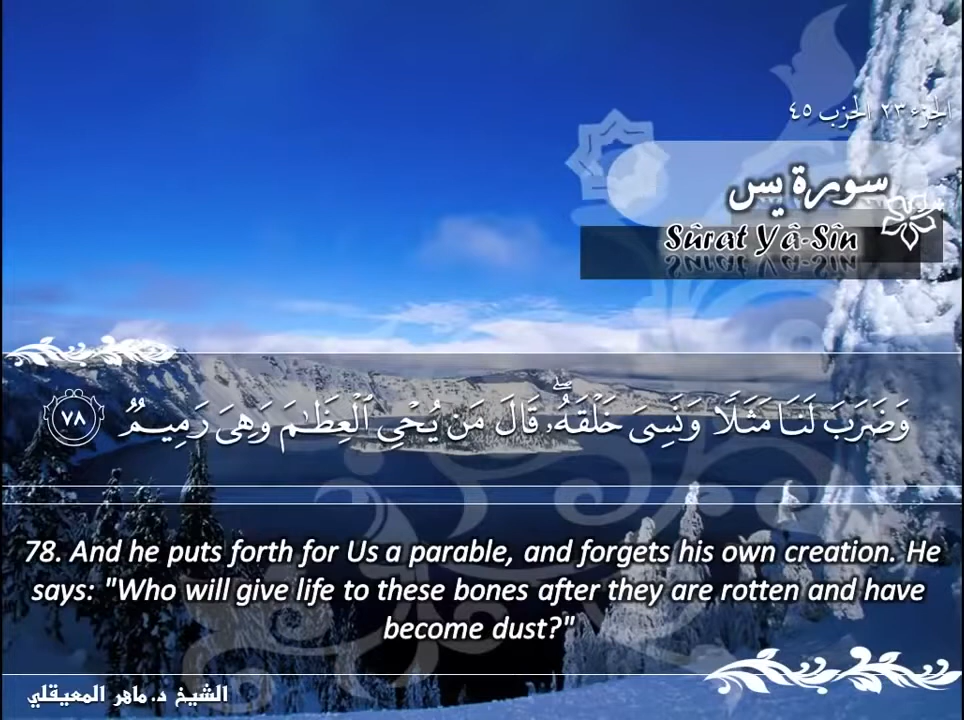 الجزء ٢٣ الحزب ٤٥
سورة يس
Sûrat Yâ-Sîn
وَضَرَبَ لَنَا مَثَلًا وَنَسِىَ خَلْقَهُۥ ۖ قَالَ مَن يُحْىِ ٱلْعِظَـٰمَ وَهِىَ رَمِيمٌ ٧٨
78. And he puts forth for Us a parable, and forgets his own creation. He
says: "Who will give life to these bones after they are rotten and have
become dust?"
الشيخ د. ماهر المعيقلي